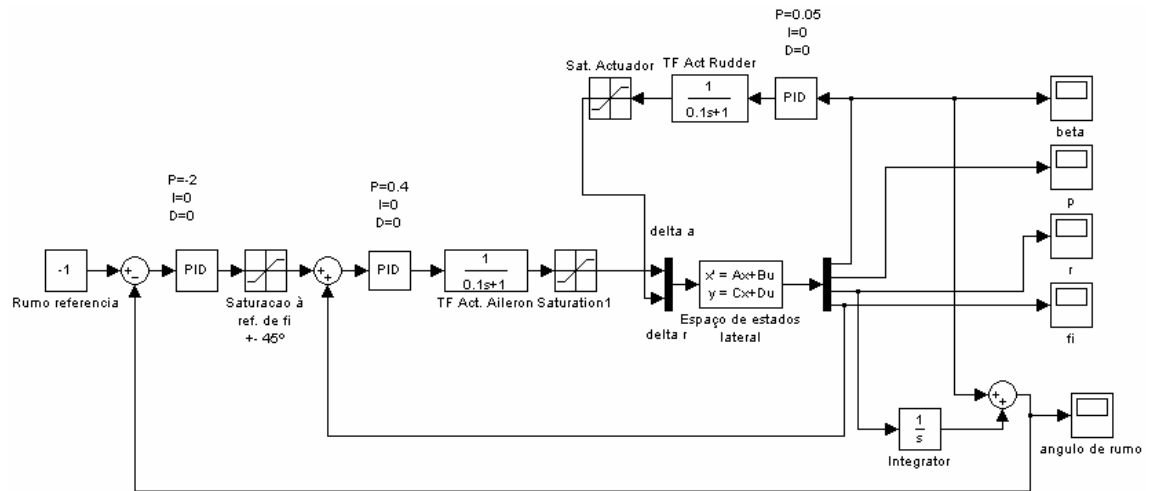 P=0.05
I=0
D=0
Sat. Actuador
TF Act Rudder
1
0.1s+1
PID
beta
p
r
fi
P=-2
I=0
D=0
P=0.4
I=0
D=0
delta a
-1
Rumo referencia
+
-
PID
Saturacao à
ref. de fi
+- 45º
+
+
PID
1
0.1s+1
TF Act. Aileron
Saturation1
delta r
x' = Ax+Bu
y = Cx+Du
Espaço de estados
lateral
1
s
Integrator
+
+
angulo de rumo